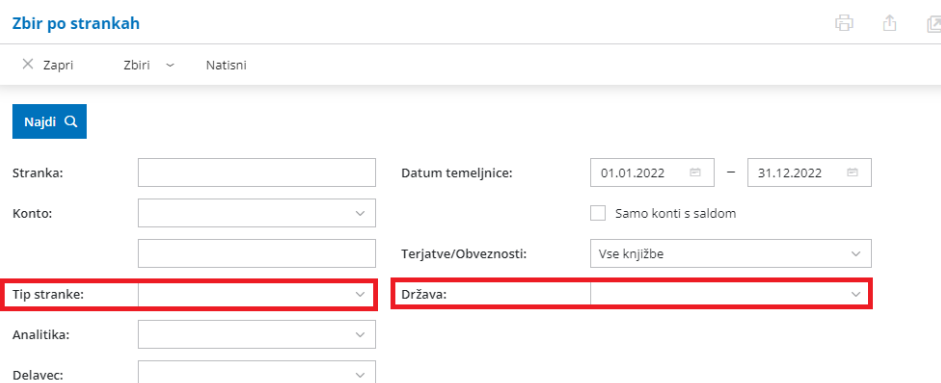 Zbir po strankah
Zapri Zbiri Natisni
Najdi
Stranka: Datum temeljnice: 01.01.2022 – 31.12.2022
Konto: Samo konti s saldom
Terjatve/Obveznosti: Vse knjižbe
Tip stranke: Država:
Analitika:
Delavec: